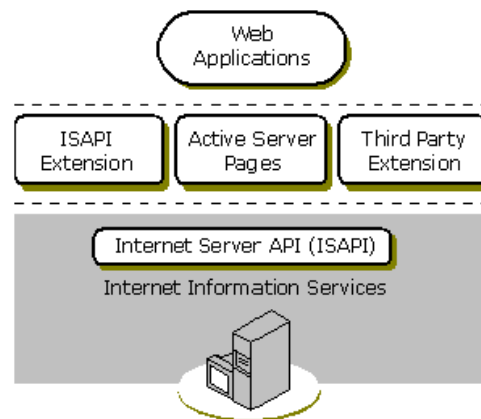 Web
Applications
ISAPI
Extension
Active Server
Pages
Third Party
Extension
Internet Server API (ISAPI)
Internet Information Services